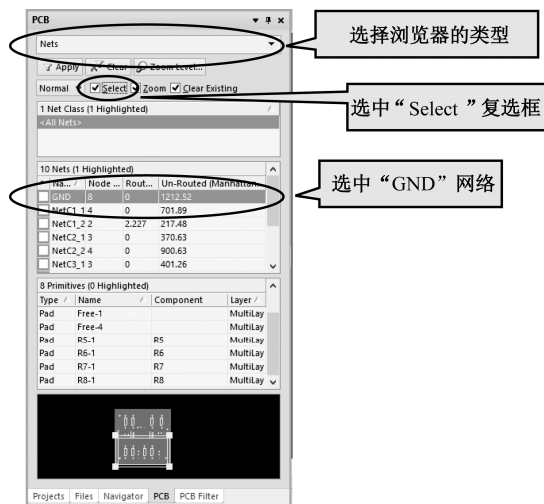 PCB
Nets
选择浏览器的类型
Apply Clear Zoom Level...
Normal Select Zoom Clear Existing
选中“Select”复选框
1 Net Class (1 Highlighted)
<All Nets>
10 Nets (1 Highlighted)
Na... Node ... Rout... Un-Routed (Manhattan...
GND 8 0 1212.52
选中“GND”网络
NetC1_1 4 0 701.89
NetC1_2 2 2.227 217.48
NetC2_1 3 0 370.63
NetC2_2 4 0 900.63
NetC3_1 3 0 401.26
8 Primitives (0 Highlighted)
Type Name Component Layer
Pad Free-1 MultiLay
Pad Free-4 MultiLay
Pad R5-1 R5 MultiLay
Pad R6-1 R6 MultiLay
Pad R7-1 R7 MultiLay
Pad R8-1 R8 MultiLay
Projects Files Navigator PCB PCB Filter